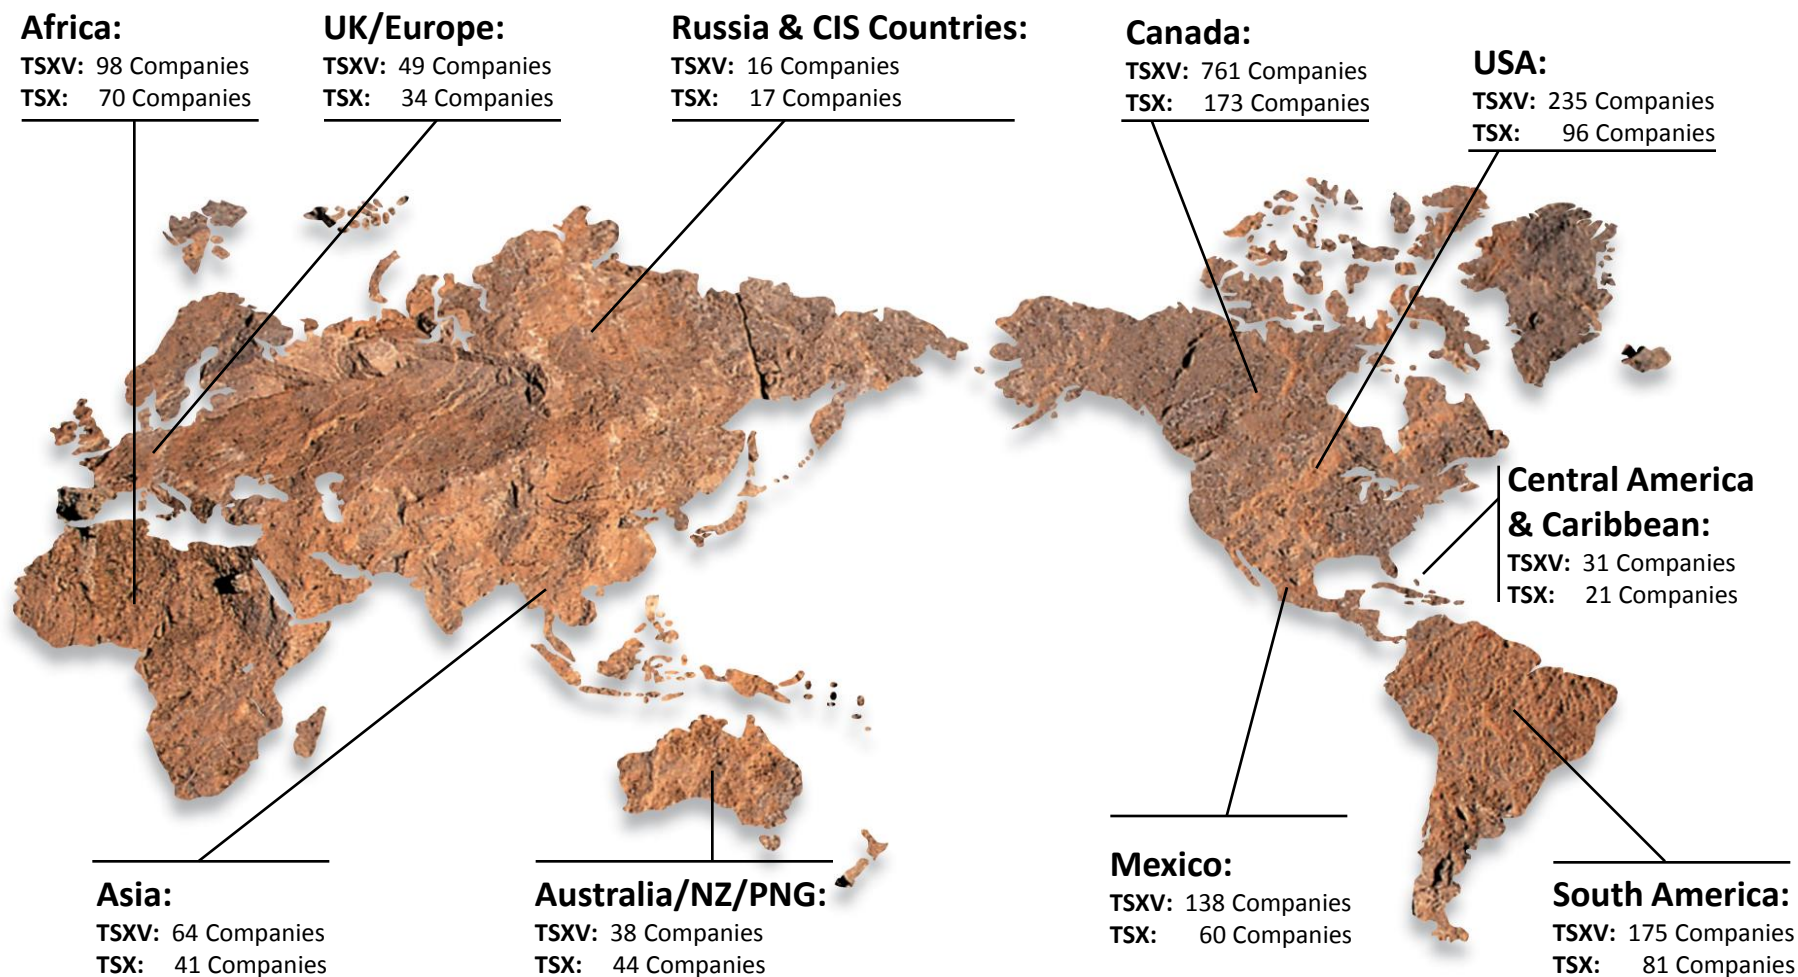 Africa:
TSXV: 98 Companies
TSX: 70 Companies
UK/Europe:
TSXV: 49 Companies
TSX: 34 Companies
Russia & CIS Countries:
TSXV: 16 Companies
TSX: 17 Companies
Canada:
TSXV: 761 Companies
TSX: 173 Companies
USA:
TSXV: 235 Companies
TSX: 96 Companies
Central America
& Caribbean:
TSXV: 31 Companies
TSX: 21 Companies
Asia:
TSXV: 64 Companies
TSX: 41 Companies
Australia/NZ/PNG:
TSXV: 38 Companies
TSX: 44 Companies
Mexico:
TSXV: 138 Companies
TSX: 60 Companies
South America:
TSXV: 175 Companies
TSX: 81 Companies